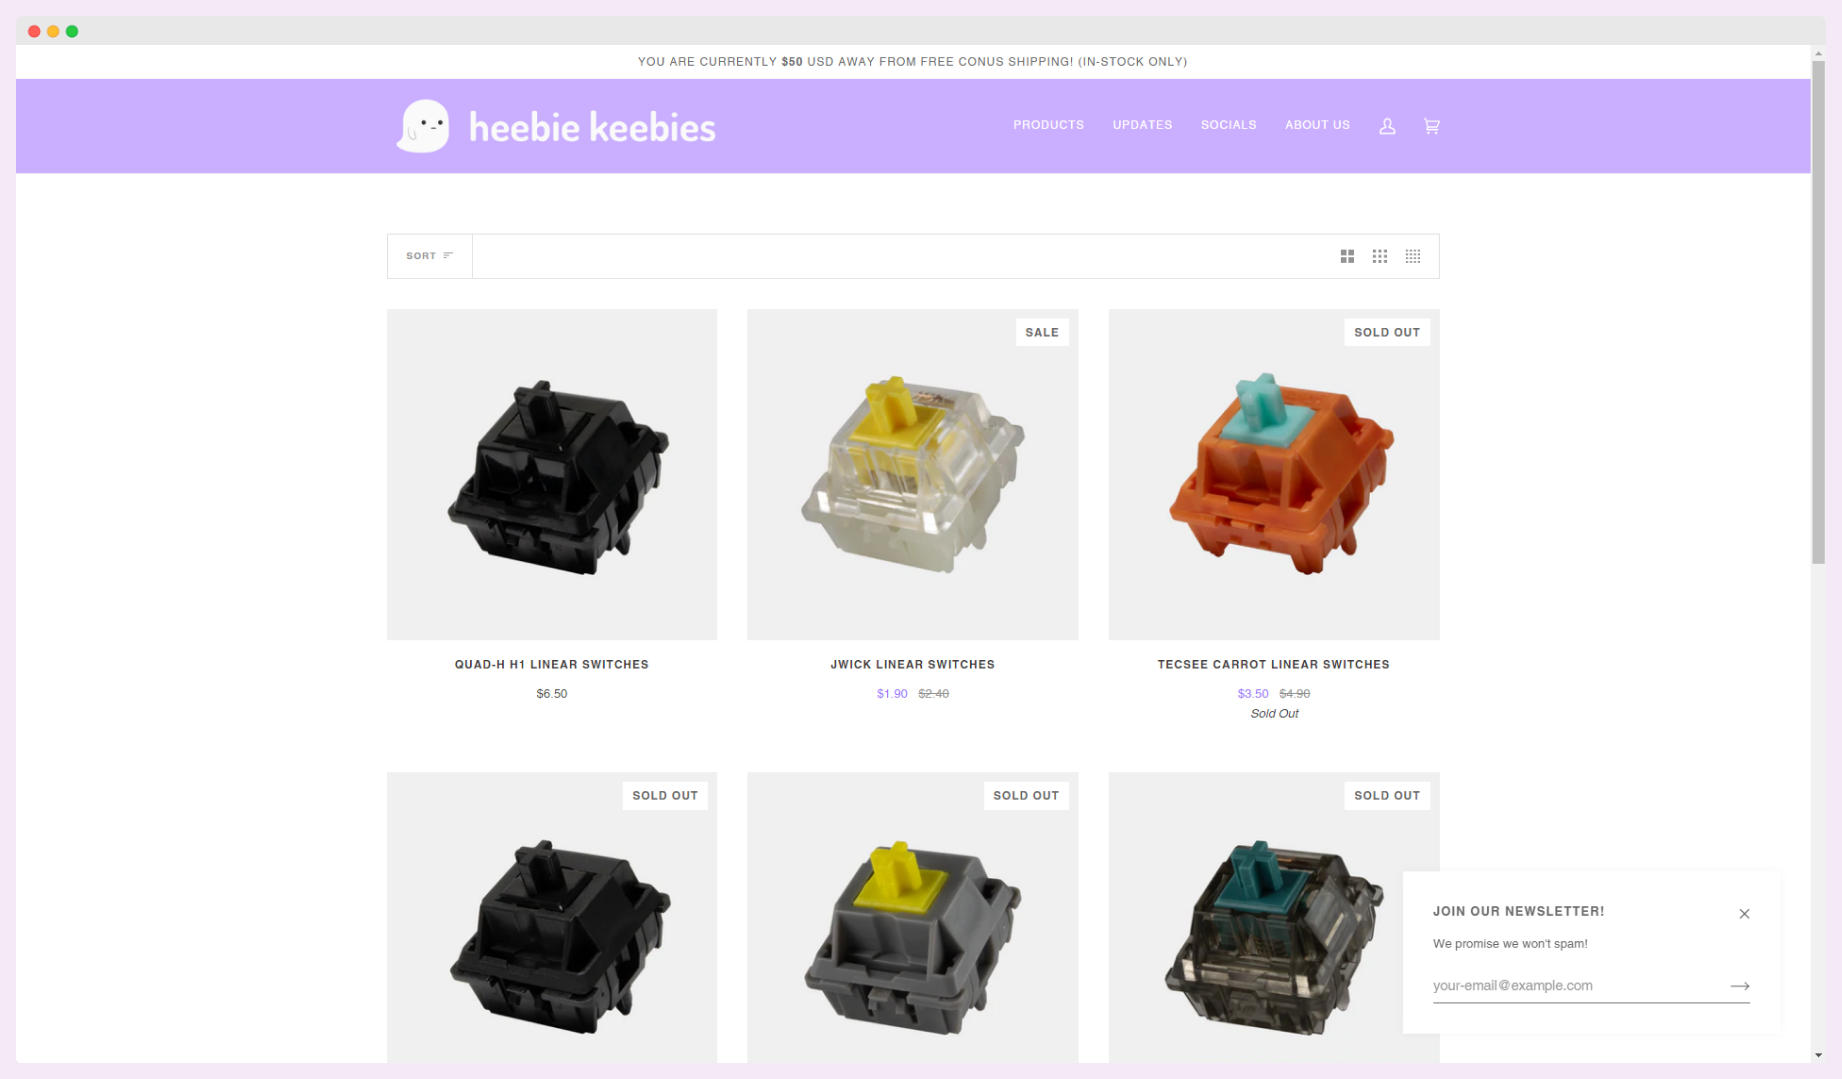 YOU ARE CURRENTLY $50 USD AWAY FROM FREE CONUS SHIPPING! (IN-STOCK ONLY)
heebie keebies
PRODUCTS UPDATES SOCIALS ABOUT US
SORT
SALE
SOLD OUT
QUAD-H H1 LINEAR SWITCHES
$6.50
JWICK LINEAR SWITCHES
$1.90 $2.40
TECSEE CARROT LINEAR SWITCHES
$3.50 $4.90
Sold Out
SOLD OUT
SOLD OUT
SOLD OUT
JOIN OUR NEWSLETTER!
We promise we won't spam!
your-email@example.com